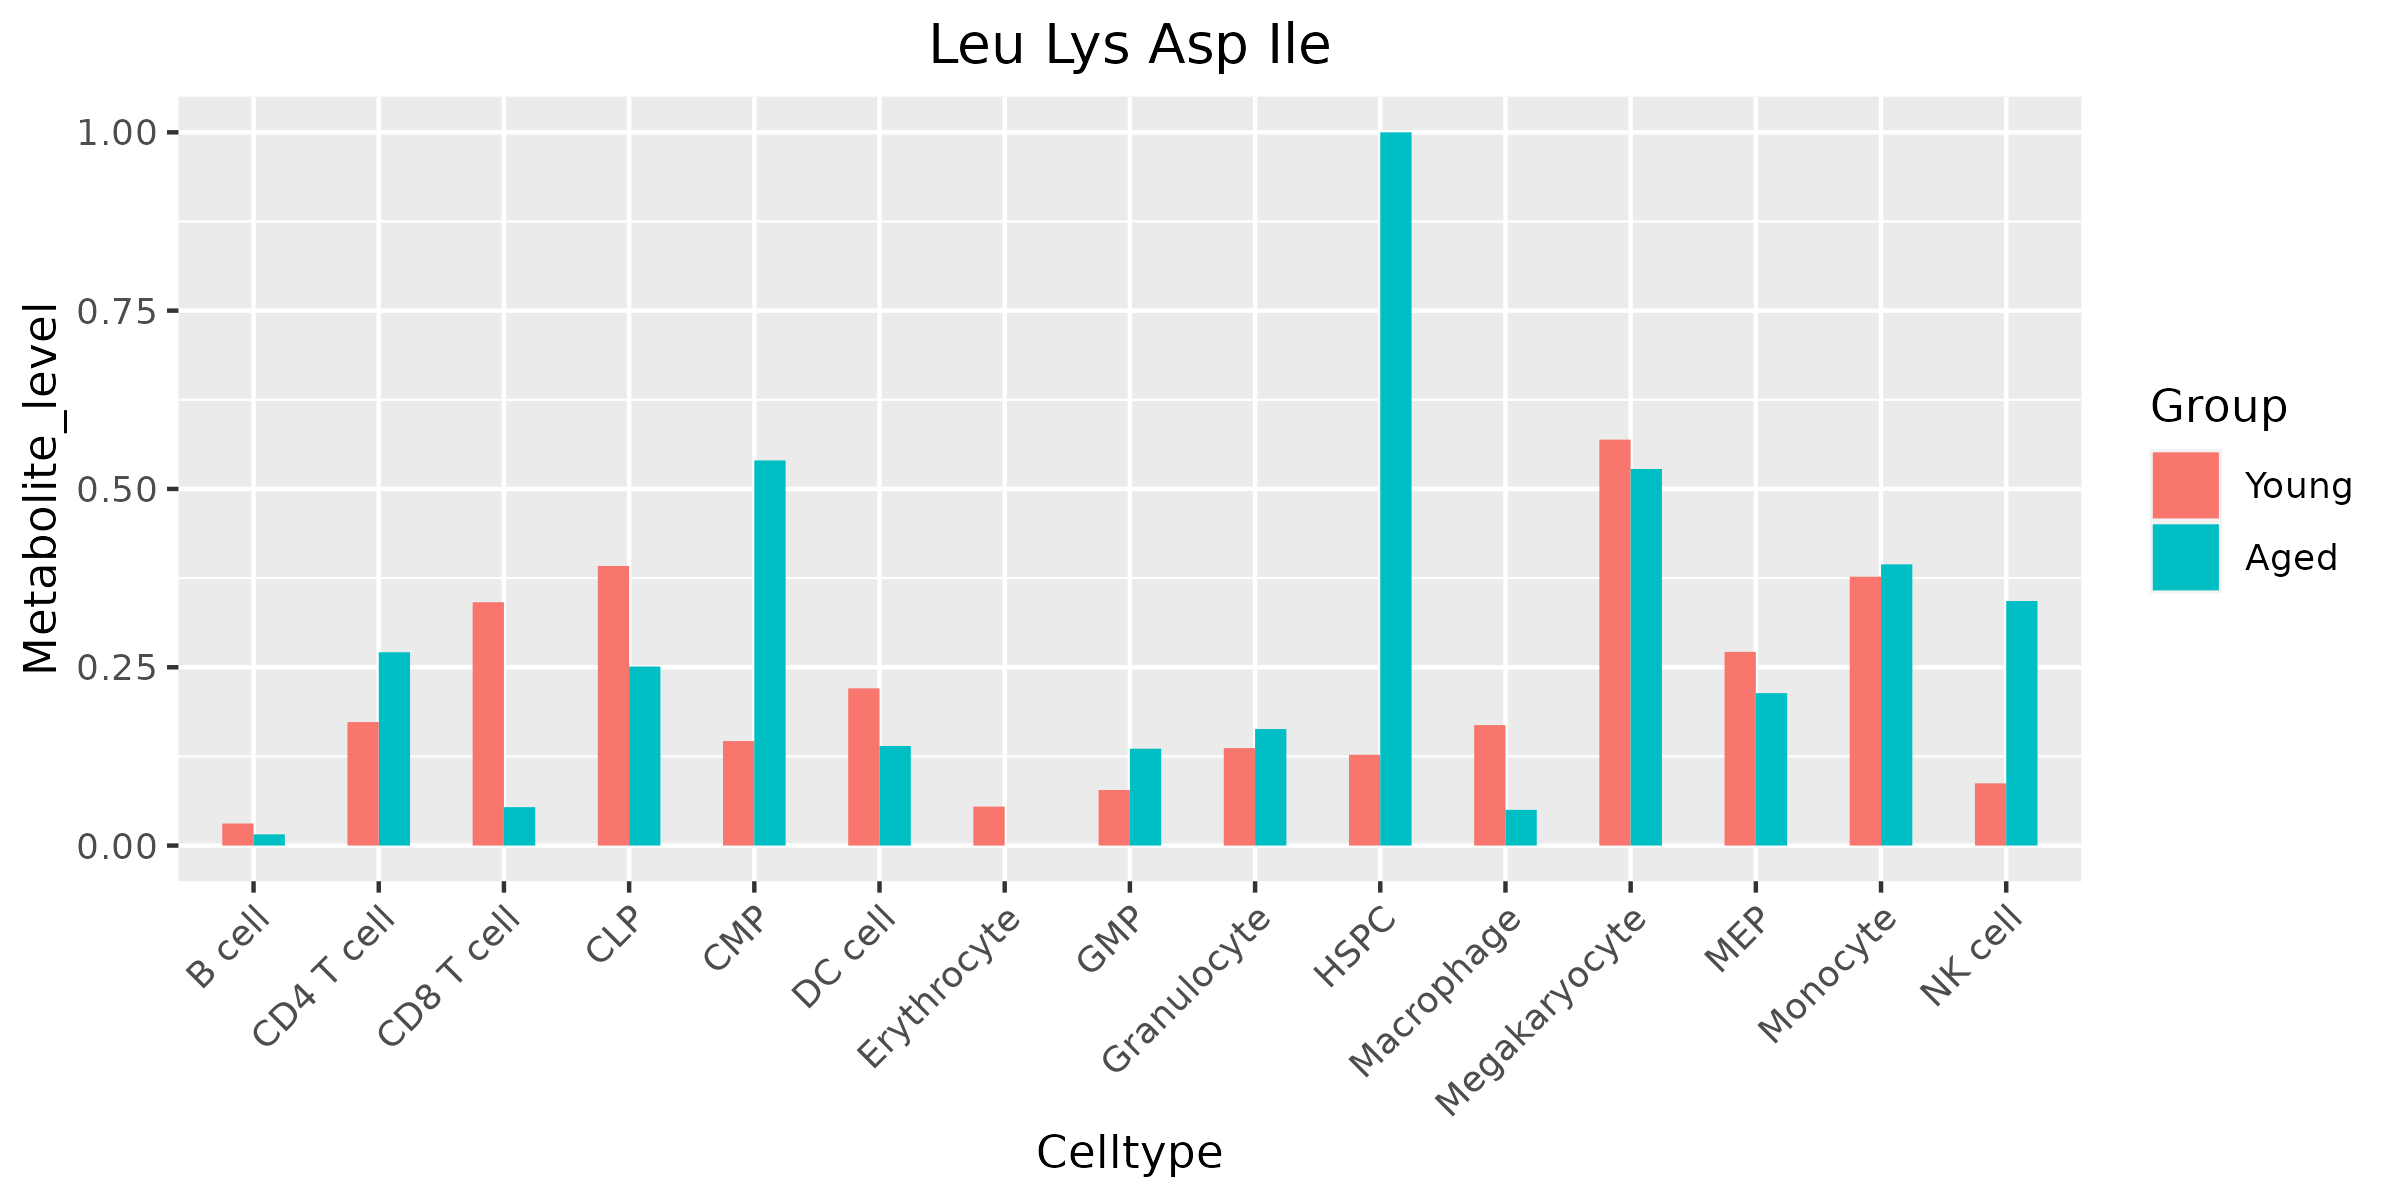 Leu Lys Asp Ile
Metabolite_level
1.00
0.75
0.50
0.25
0.00
B cell
CD4 T cell
CD8 T cell
CLP
CMP
DC cell
Erythrocyte
GMP
Granulocyte
HSPC
Macrophage
Megakaryocyte
MEP
Monocyte
NK cell
Celltype
Group
Young
Aged